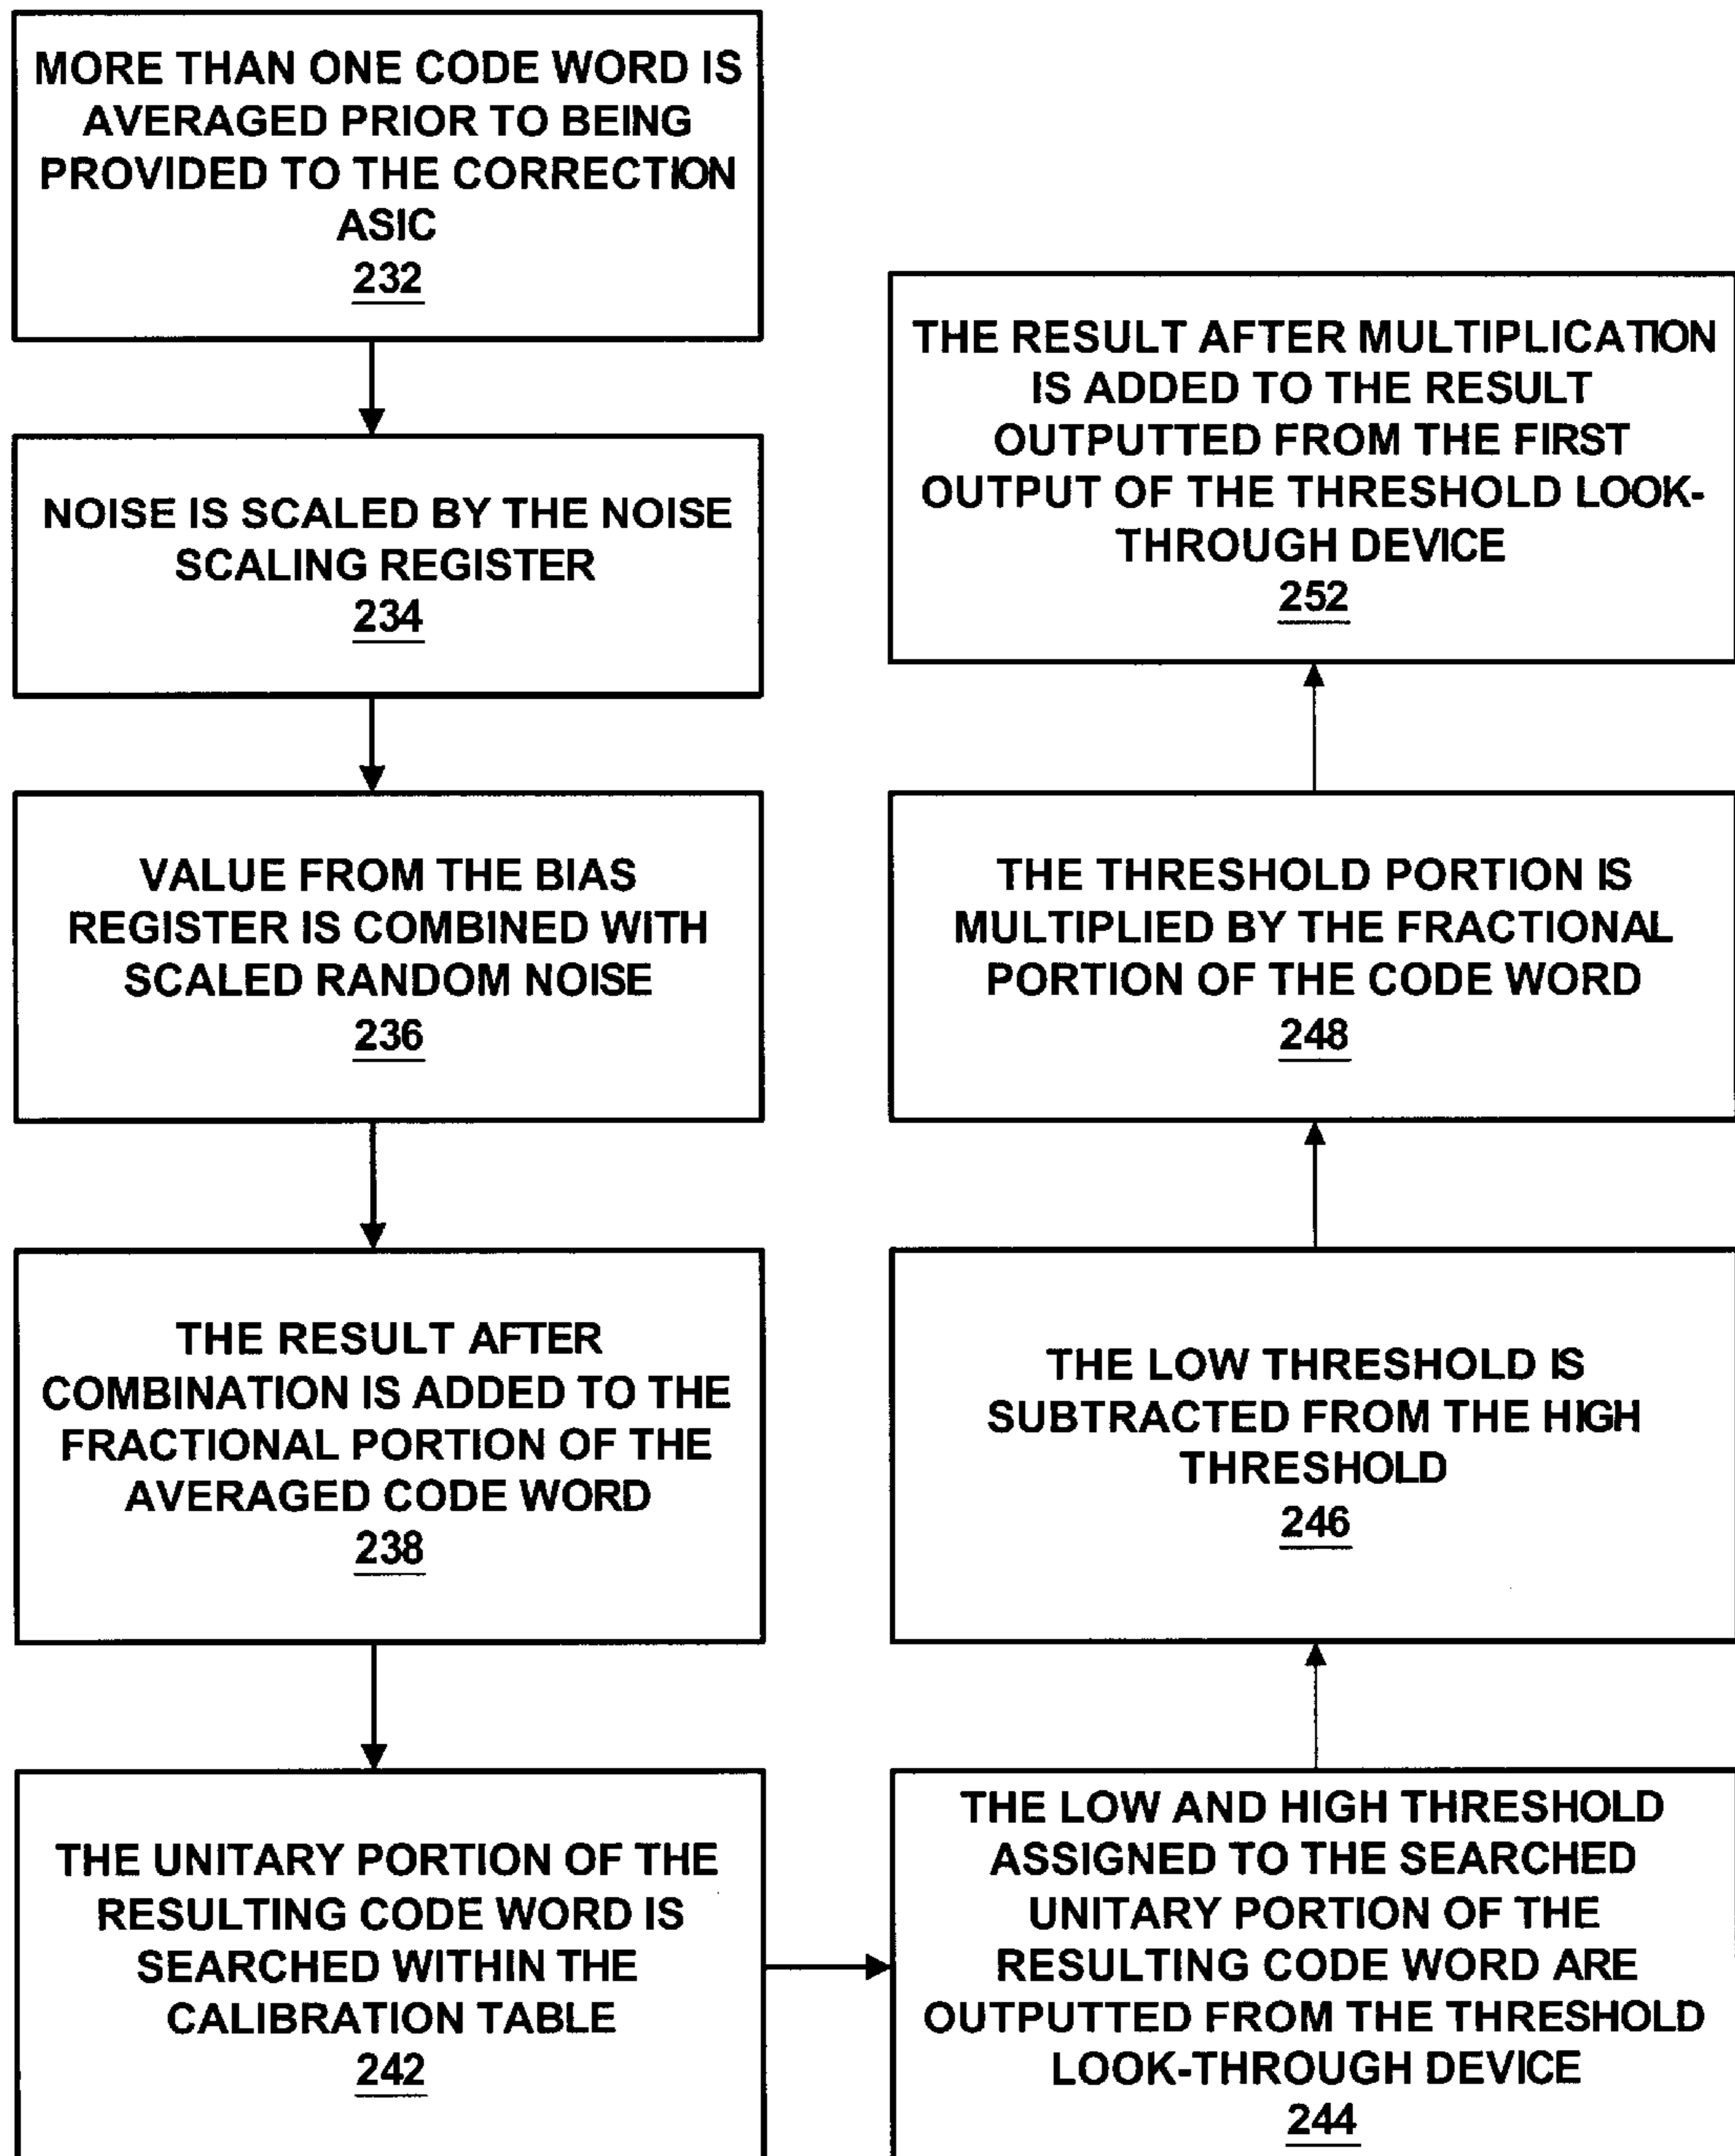 MORE THAN ONE CODE WORD IS
AVERAGED PRIOR TO BEING
PROVIDED TO THE CORRECTION
ASIC
232
NOISE IS SCALED BY THE NOISE
SCALING REGISTER
234
VALUE FROM THE BIAS
REGISTER IS COMBINED WITH
SCALED RANDOM NOISE
236
THE RESULT AFTER
COMBINATION IS ADDED TO THE
FRACTIONAL PORTION OF THE
AVERAGED CODE WORD
238
THE UNITARY PORTION OF THE
RESULTING CODE WORD IS
SEARCHED WITHIN THE
CALIBRATION TABLE
242
THE LOW AND HIGH THRESHOLD
ASSIGNED TO THE SEARCHED
UNITARY PORTION OF THE
RESULTING CODE WORD ARE
OUTPUTTED FROM THE THRESHOLD
LOOK-THROUGH DEVICE
244
THE LOW THRESHOLD IS
SUBTRACTED FROM THE HIGH
THRESHOLD
246
THE THRESHOLD PORTION IS
MULTIPLIED BY THE FRACTIONAL
PORTION OF THE CODE WORD
248
THE RESULT AFTER MULTIPLICATION
IS ADDED TO THE RESULT
OUTPUTTED FROM THE FIRST
OUTPUT OF THE THRESHOLD LOOK-
THROUGH DEVICE
252